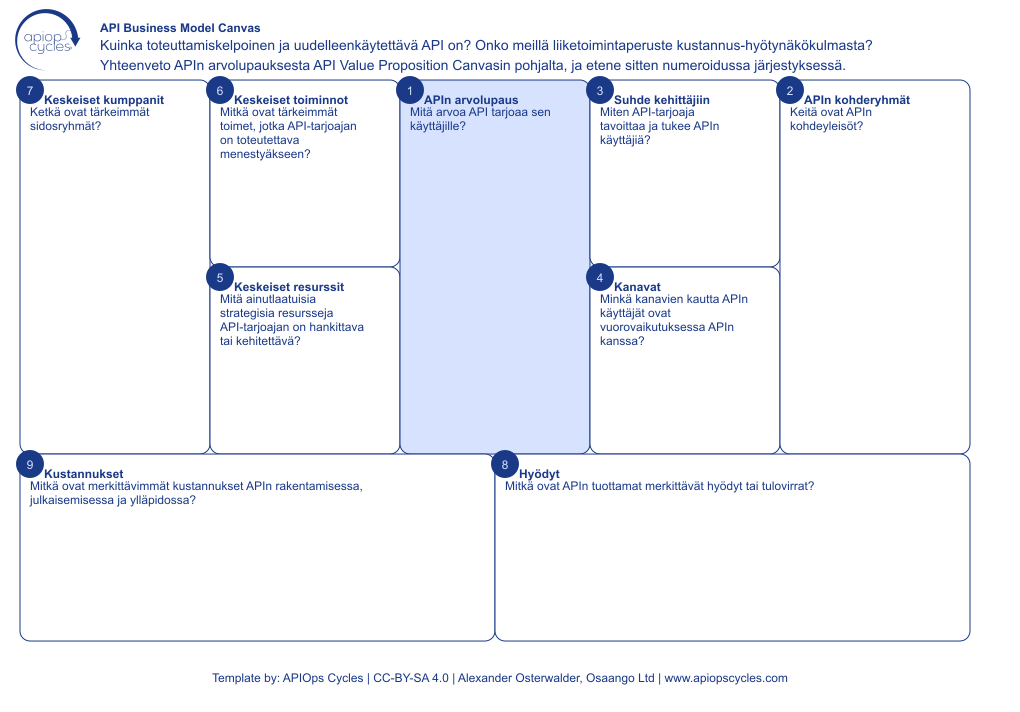 apiops
cycles
API Business Model Canvas
Kuinka toteuttamiskelpoinen ja uudelleenkäytettävä API on? Onko meillä liiketoimintaperuste kustannus-hyötynäkökulmasta?
Yhteenveto APIn arvolupauksesta API Value Proposition Canvasin pohjalta, ja etene sitten numeroidussa järjestyksessä.
7
Keskeiset kumppanit
Ketkä ovat tärkeimmät
sidosryhmät?
6
Keskeiset toiminnot
Mitkä ovat tärkeimmät
toimet, jotka API-tarjoajan
on toteutettava
menestyäkseen?
1
APIn arvolupaus
Mitä arvoa API tarjoaa sen
käyttäjille?
3
Suhde kehittäjiin
Miten API-tarjoaja
tavoittaa ja tukee APIn
käyttäjiä?
2
APIn kohderyhmät
Keitä ovat APIn
kohdeyleisöt?
5
Keskeiset resurssit
Mitä ainutlaatuisia
strategisia resursseja
API-tarjoajan on hankittava
tai kehitettävä?
4
Kanavat
Minkä kanavien kautta APIn
käyttäjät ovat
vuorovaikutuksessa APIn
kanssa?
9
Kustannukset
Mitkä ovat merkittävimmät kustannukset APIn rakentamisessa,
julkaisemisessa ja ylläpidossa?
8
Hyödyt
Mitkä ovat APIn tuottamat merkittävät hyödyt tai tulovirrat?
Template by: APIOps Cycles | CC-BY-SA 4.0 | Alexander Osterwalder, Osaango Ltd | www.apiopscycles.com